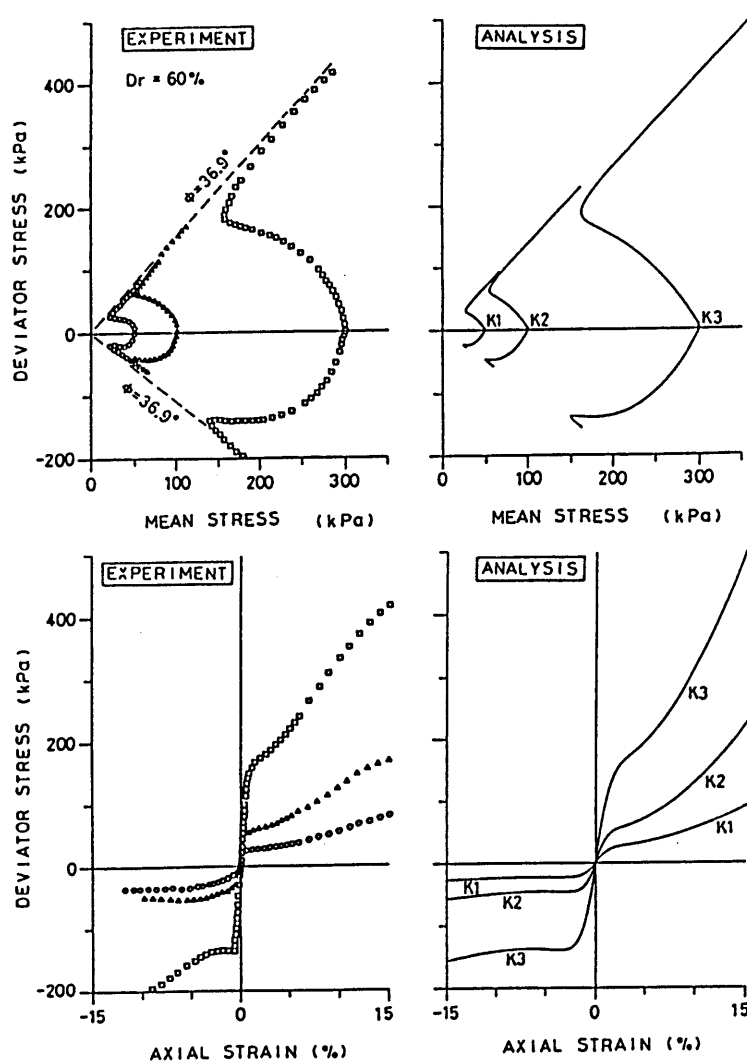 EXPERIMENT
Dr = 60%
DEVIATOR STRESS (kPa)
400
200
0
-200
ø=36.9°
ø=36.9°
0
100
200
300
MEAN STRESS (kPa)
ANALYSIS
K1
K2
K3
0
100
200
300
MEAN STRESS (kPa)
EXPERIMENT
DEVIATOR STRESS (kPa)
400
200
0
-200
-15
0
15
AXIAL STRAIN (%)
ANALYSIS
K3
K2
K1
K1
K2
K3
-15
0
15
AXIAL STRAIN (%)